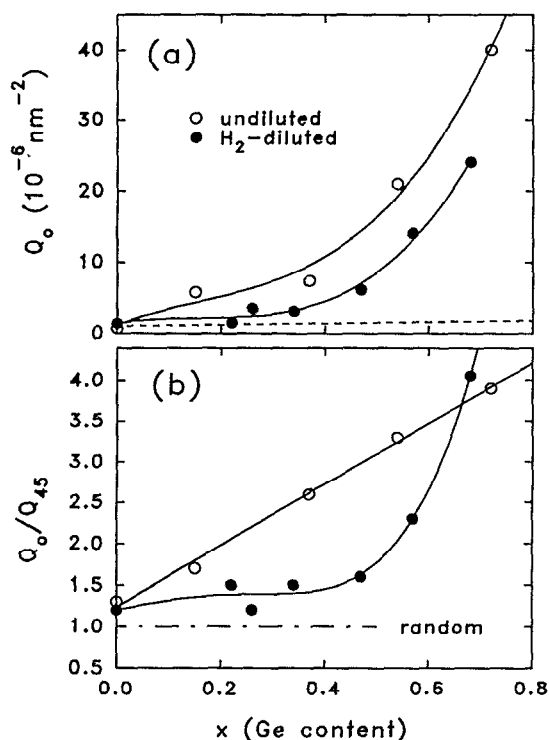 (a)
undiluted
H₂-diluted
Qₒ (10⁻⁶ nm⁻²)
40
30
20
10
0
(b)
random
Qₒ/Q₄₅
4.0
3.5
3.0
2.5
2.0
1.5
1.0
0.5
0.0 0.2 0.4 0.6 0.8
x (Ge content)